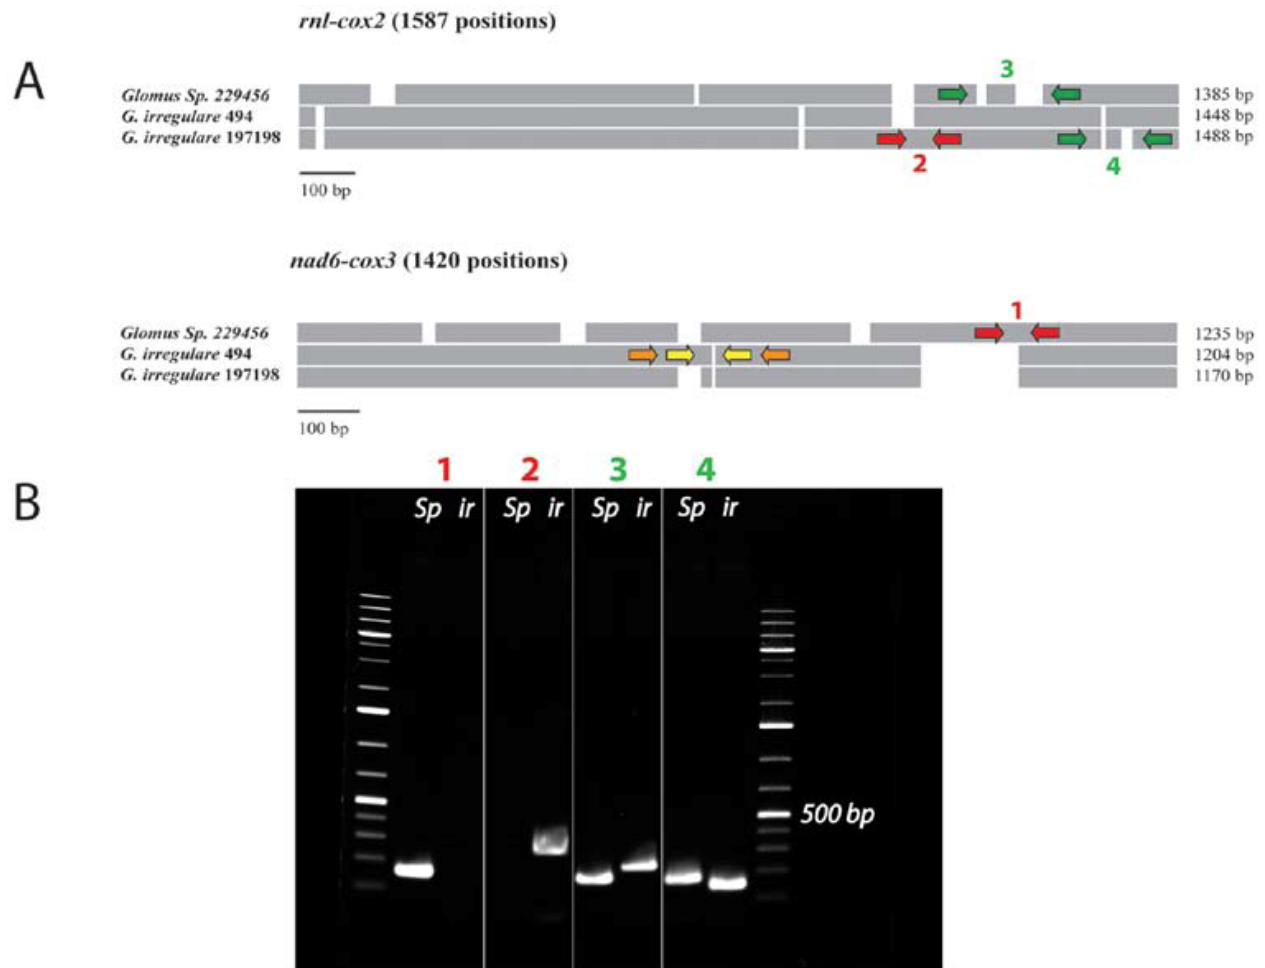 rnl-cox2 (1587 positions)
A
3
Glomus Sp. 229456 1385 bp
G. irregulare 494 1448 bp
G. irregulare 197198 1488 bp
2 4
100 bp
nad6-cox3 (1420 positions)
1
Glomus Sp. 229456 1235 bp
G. irregulare 494 1204 bp
G. irregulare 197198 1170 bp
100 bp
1 2 3 4
B
Sp ir Sp ir Sp ir Sp ir
500 bp